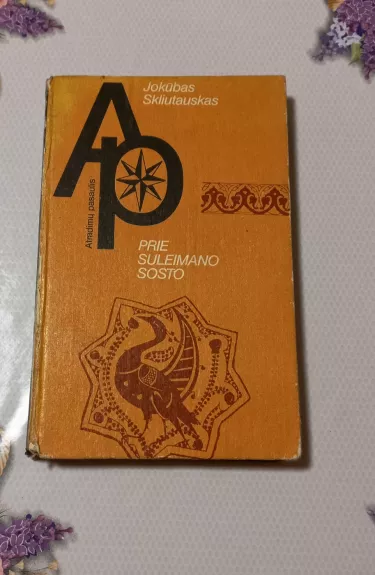 Jokūbas
Skliutauskas
Ap
Atradimų pasaulis
PRIE
SULEIMANO
SOSTO